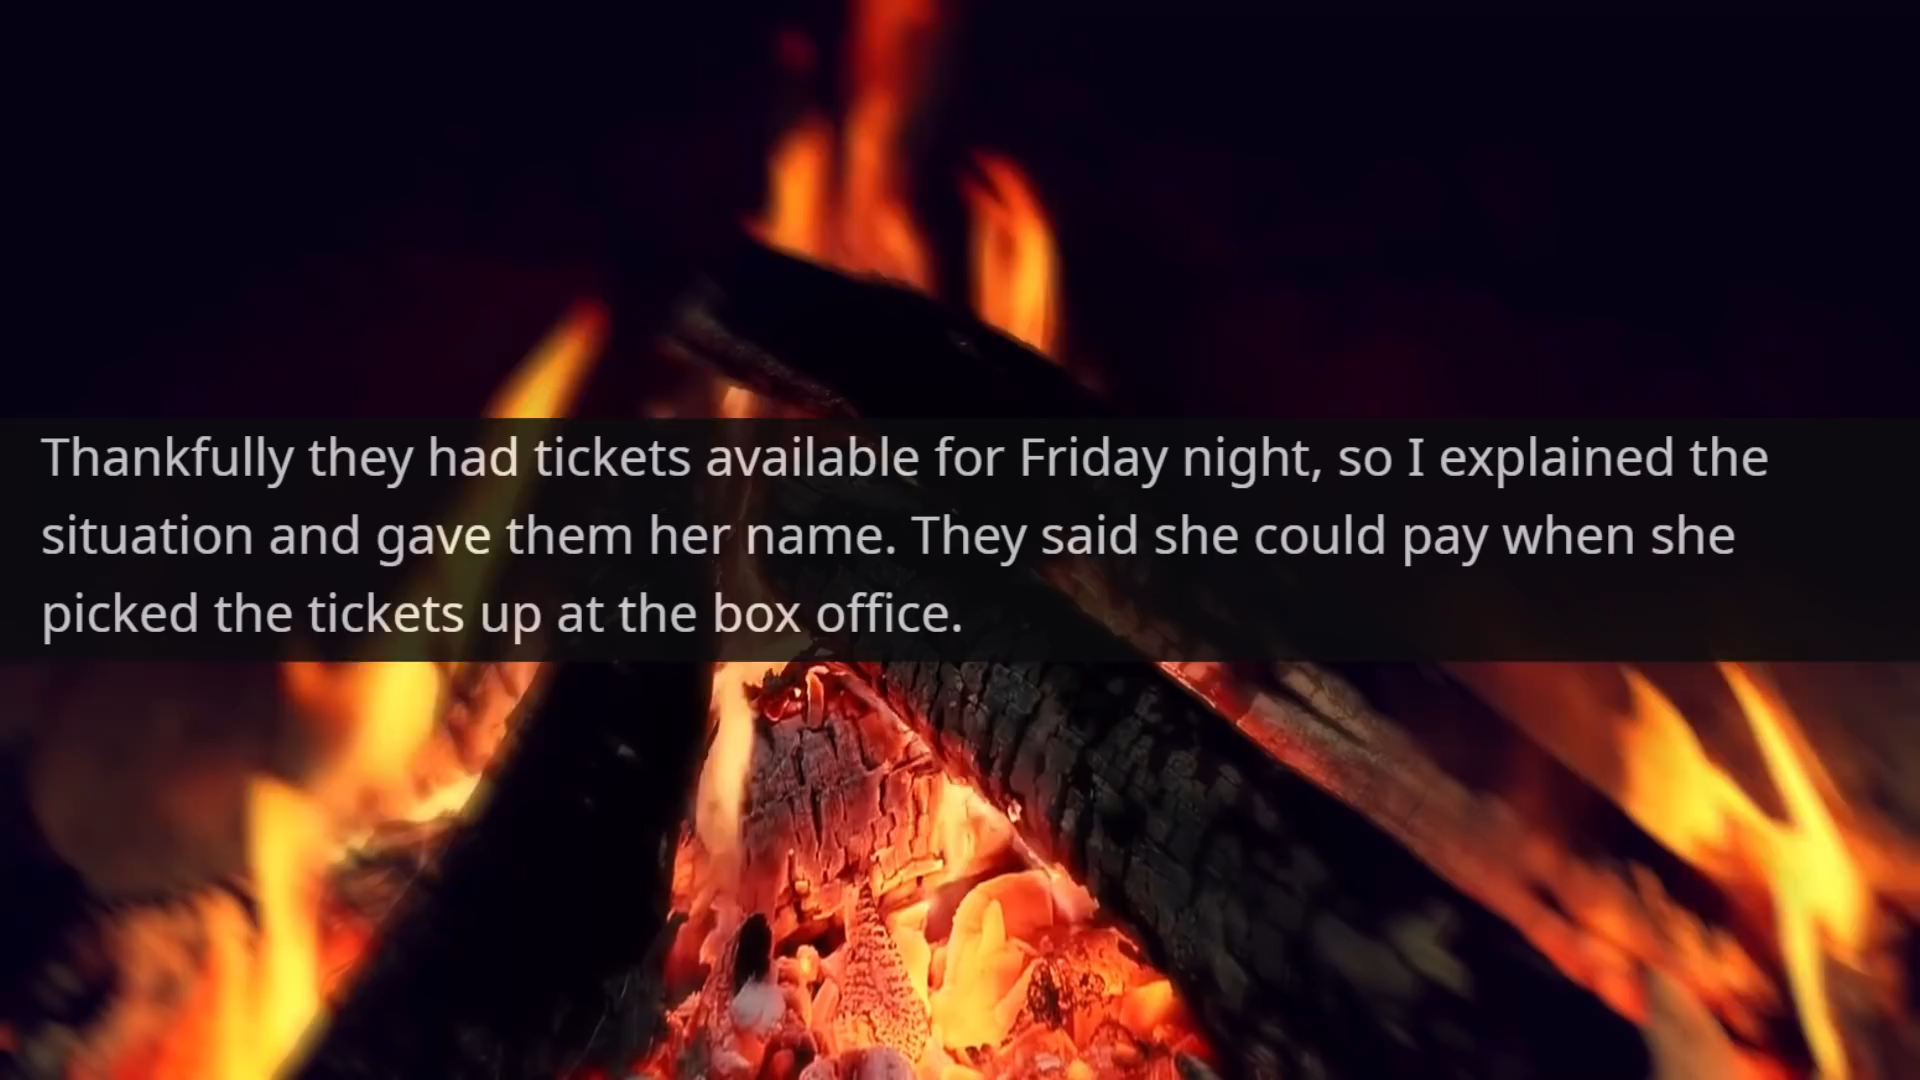 Thankfully they had tickets available for Friday night, so I explained the
situation and gave them her name. They said she could pay when she
picked the tickets up at the box office.